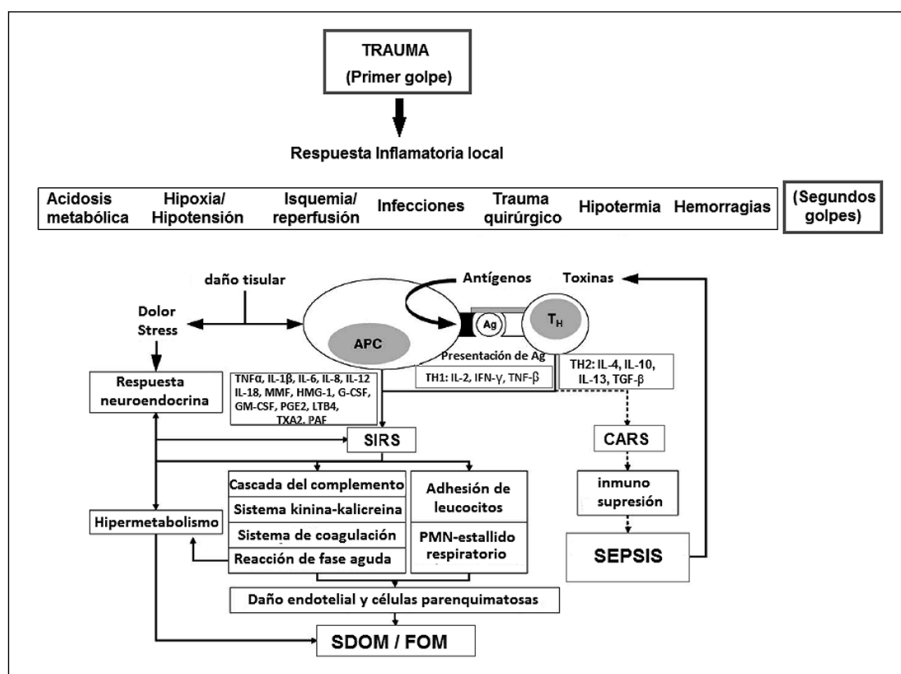 TRAUMA
(Primer golpe)
Respuesta Inflamatoria local
Acidosis
metabólica
Hipoxia/
Hipotensión
Isquemia/
reperfusión
Infecciones
Trauma
quirúrgico
Hipotermia
Hemorragias
(Segundos
golpes)
daño tisular
Antígenos
Toxinas
Dolor
Stress
APC
Ag
TH
Presentación de Ag
Respuesta
neuroendocrina
TNFα, IL-1β, IL-6, IL-8, IL-12
IL-18, MMF, HMG-1, G-CSF,
GM-CSF, PGE2, LTB4,
TXA2. PAF
TH1: IL-2, IFN-γ, TNF-β
TH2: IL-4, IL-10,
IL-13, TGF-β
SIRS
CARS
Cascada del complemento
Sistema kinina-kalicreina
Sistema de coagulación
Reacción de fase aguda
Adhesión de
leucocitos
PMN-estallido
respiratorio
inmuno
supresión
Hipermetabolismo
SEPSIS
Daño endotelial y células parenquimatosas
SDOM / FOM